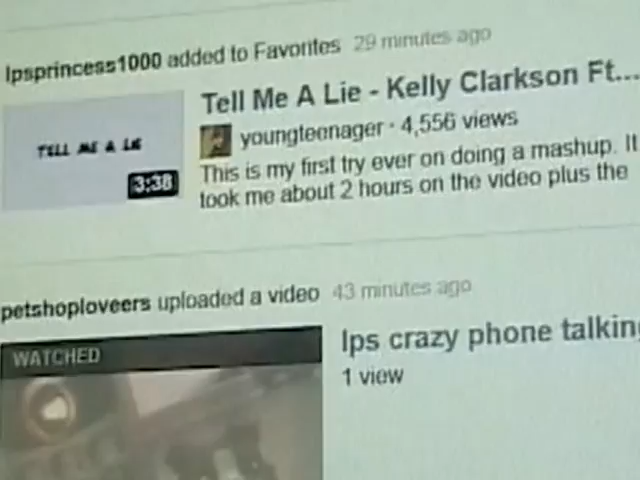 lpsprincess1000 added to Favorites 29 minutes ago
Tell Me A Lie - Kelly Clarkson Ft...
TELL ME A LIE
youngteenager · 4,556 views
3:38
This is my first try ever on doing a mashup. It
took me about 2 hours on the video plus the
petshoploveers uploaded a video 43 minutes ago
WATCHED
lps crazy phone talking
1 view